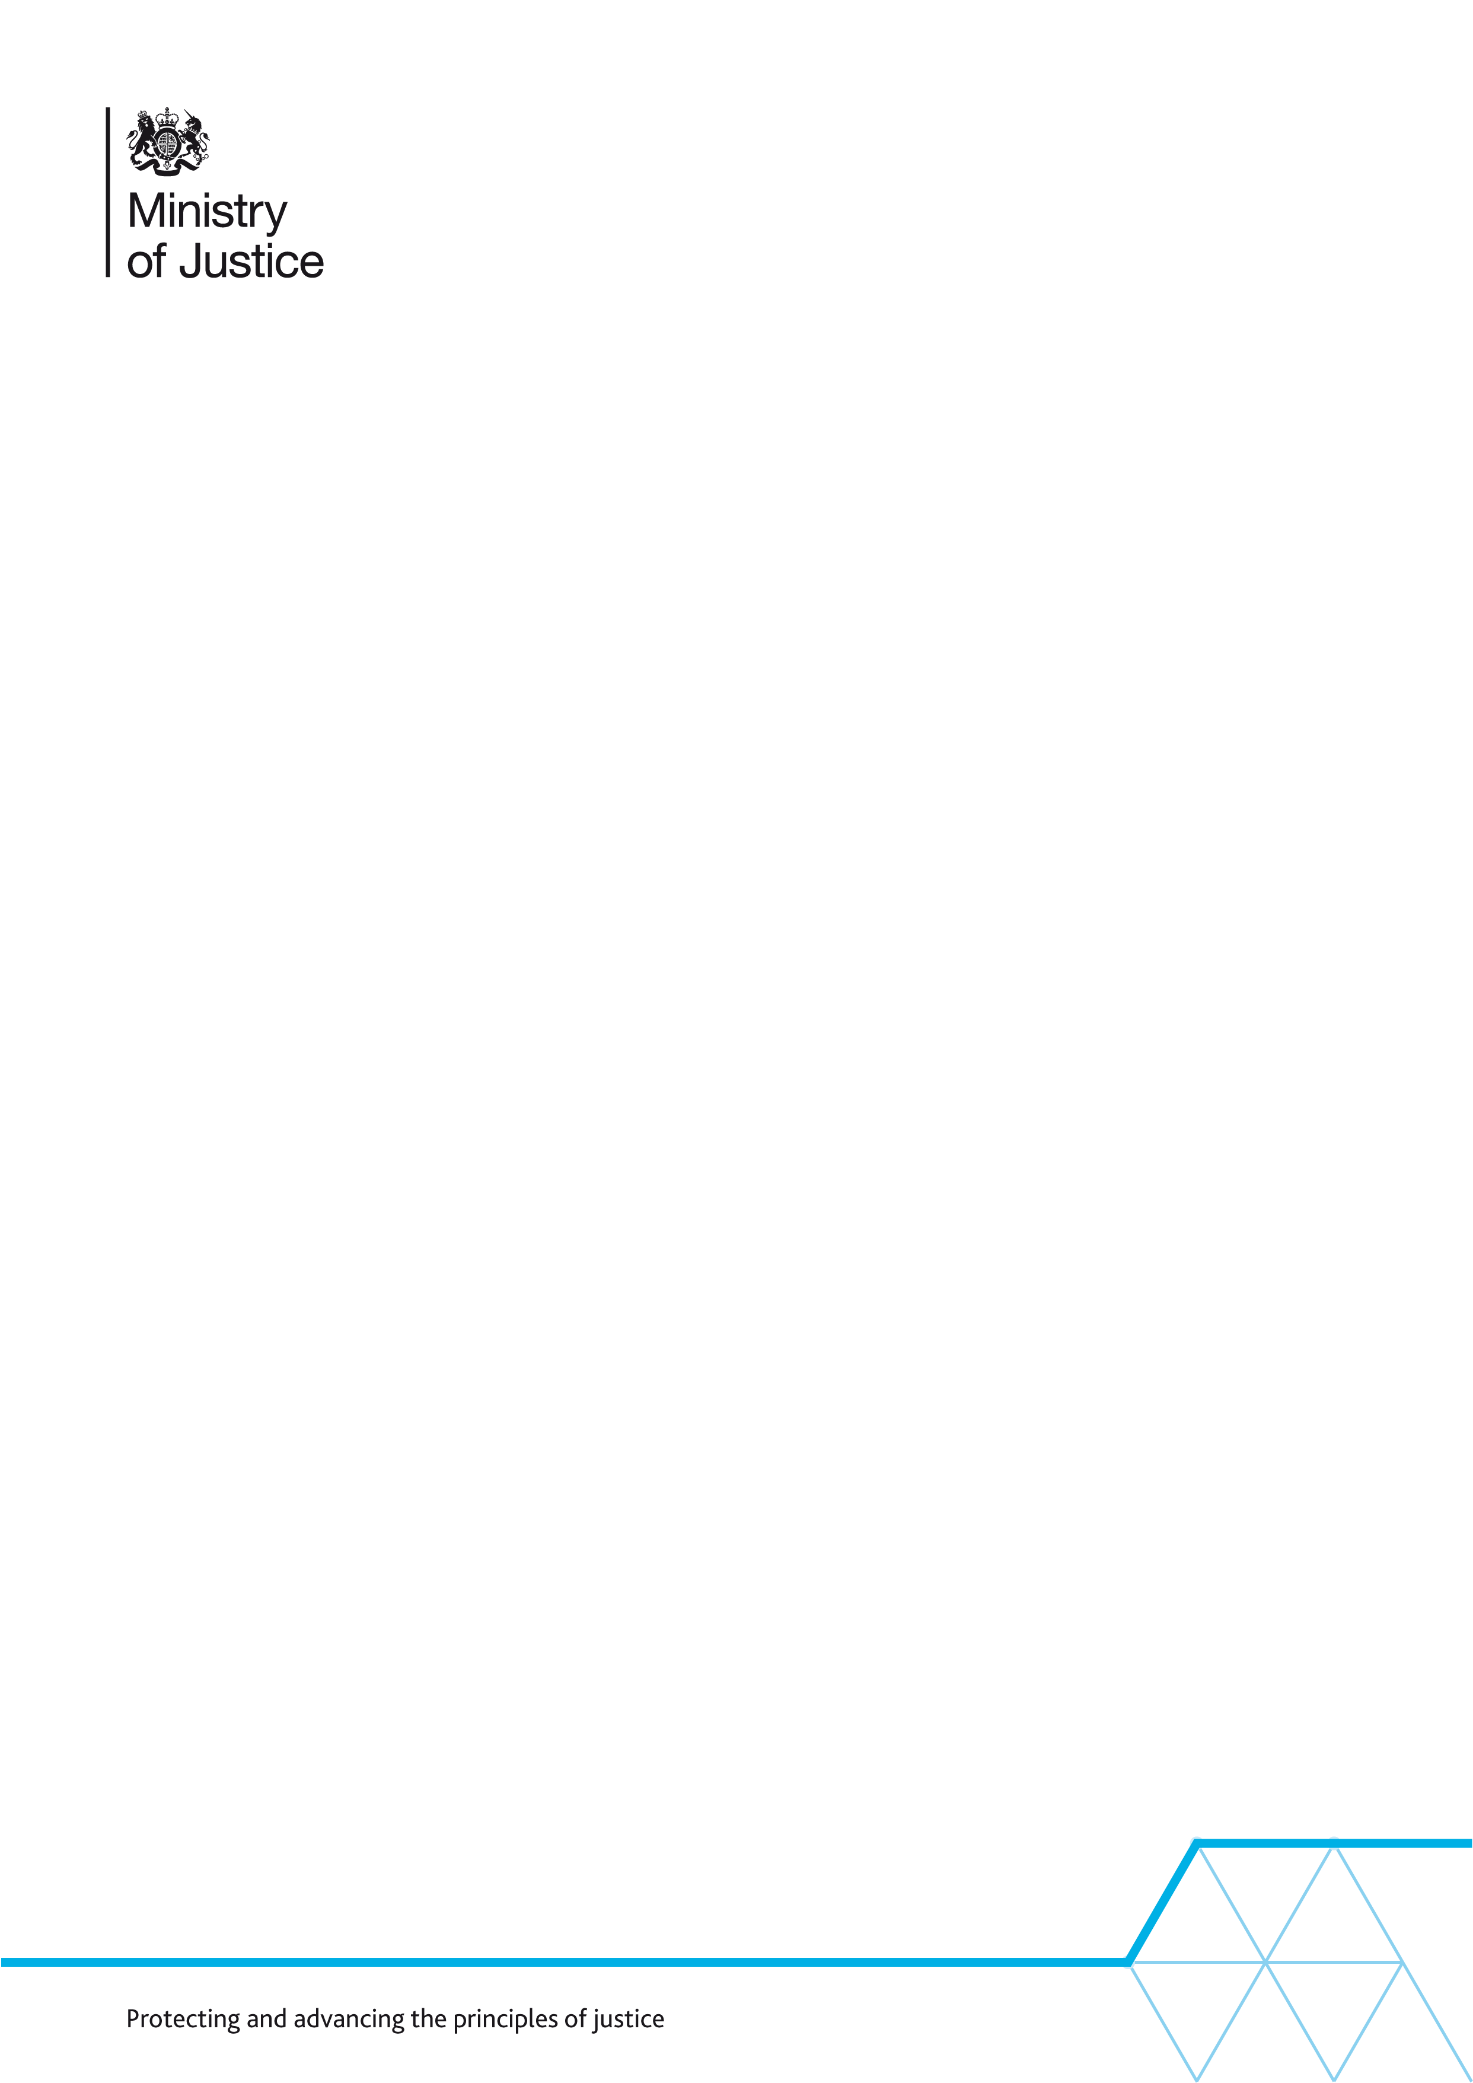 Ministry
of Justice
Protecting and advancing the principles of justice